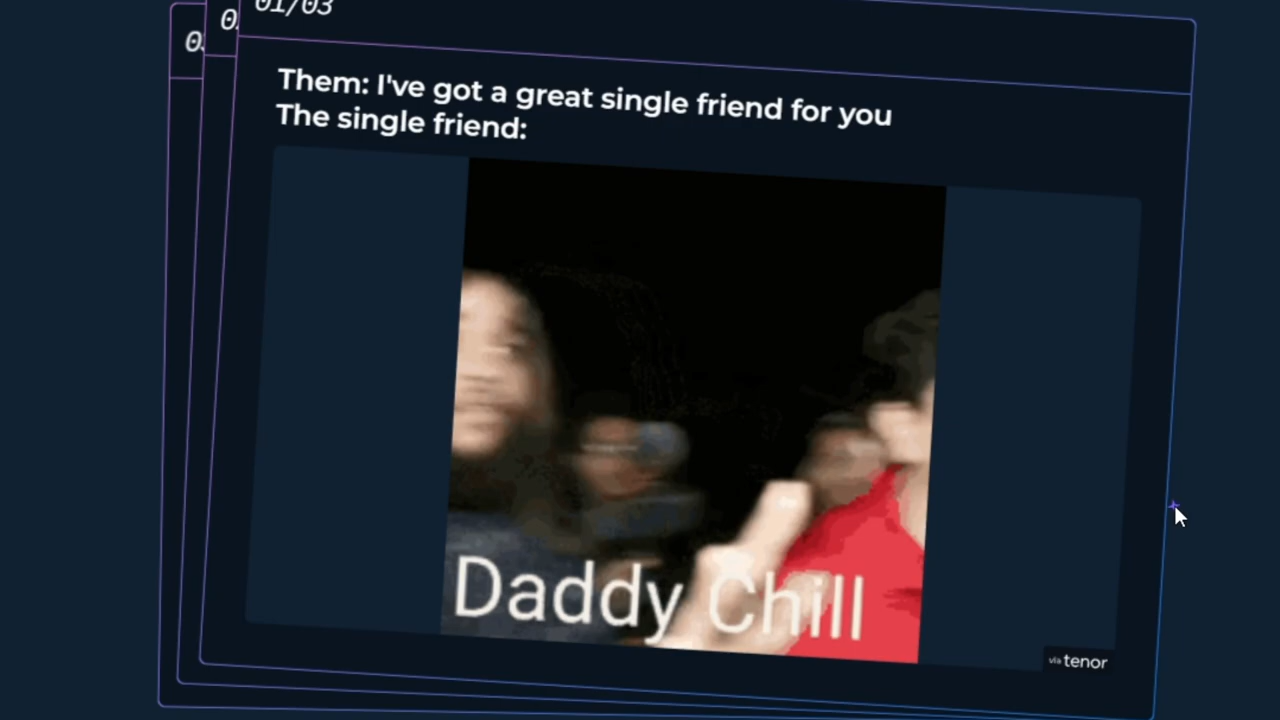 01/03
Them: I've got a great single friend for you
The single friend:
Daddy Chill
via tenor